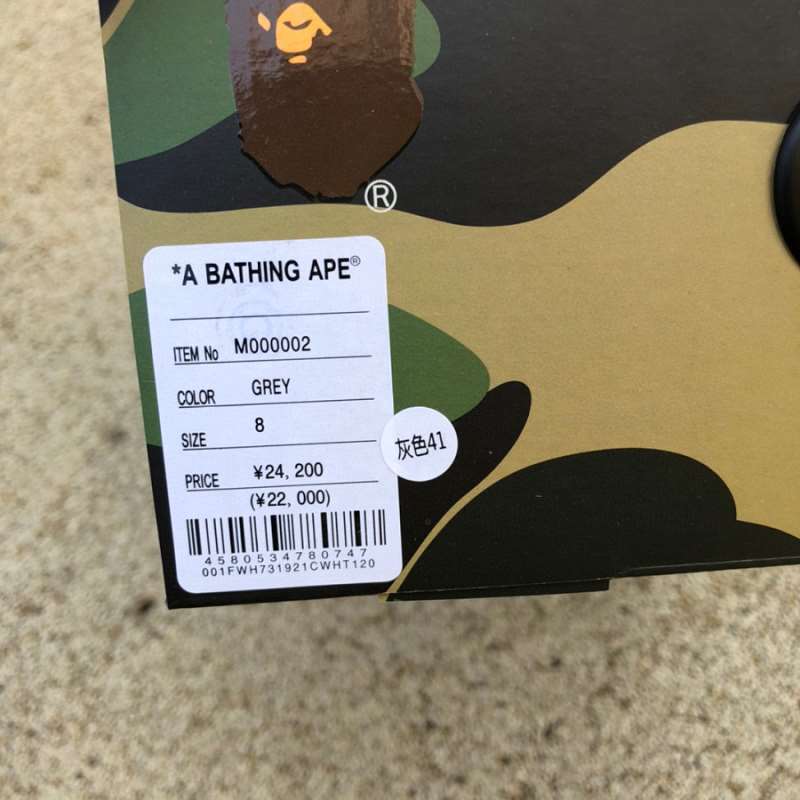 ®
*A BATHING APE®
ITEM No M000002
COLOR GREY
SIZE 8
灰色41
PRICE ¥24,200
(¥22,000)
4580534780747
001FWH731921CWHT120